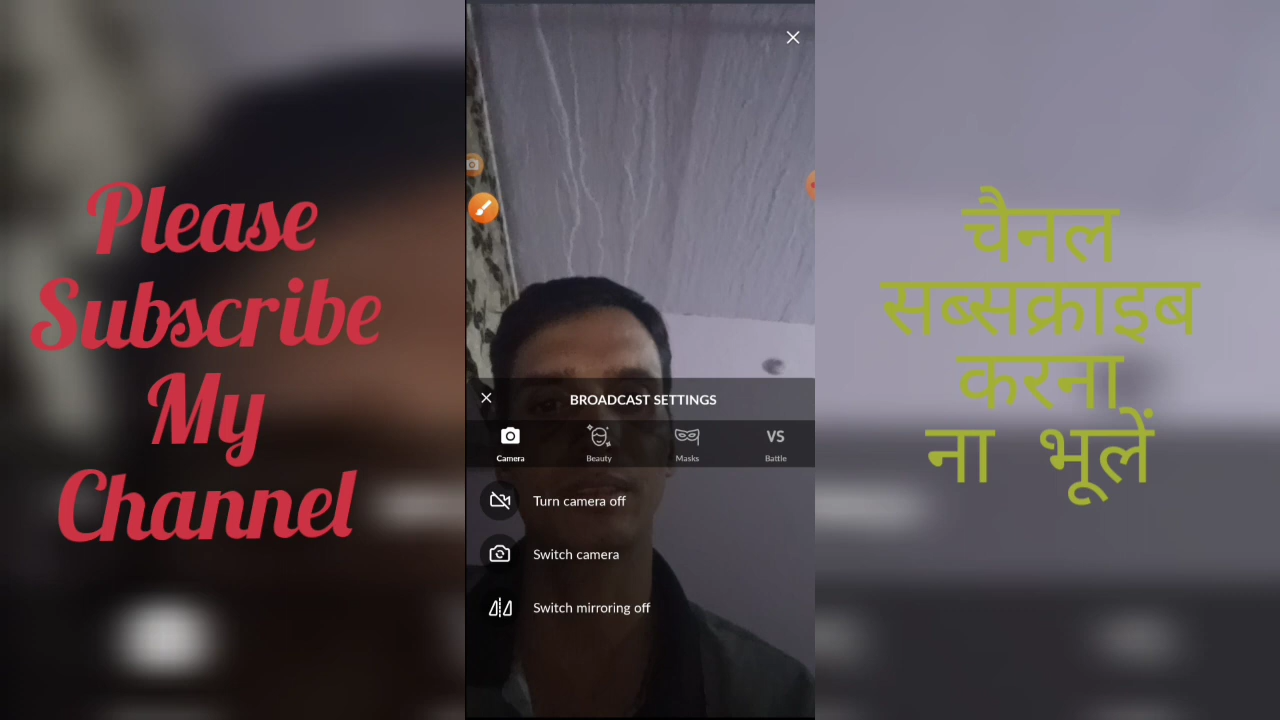 Please
Subscribe
My
Channel
BROADCAST SETTINGS
Camera
Beauty
Masks
VS
Battle
Turn camera off
Switch camera
Switch mirroring off
चैनल
सब्सक्राइब
करना
ना भूलें